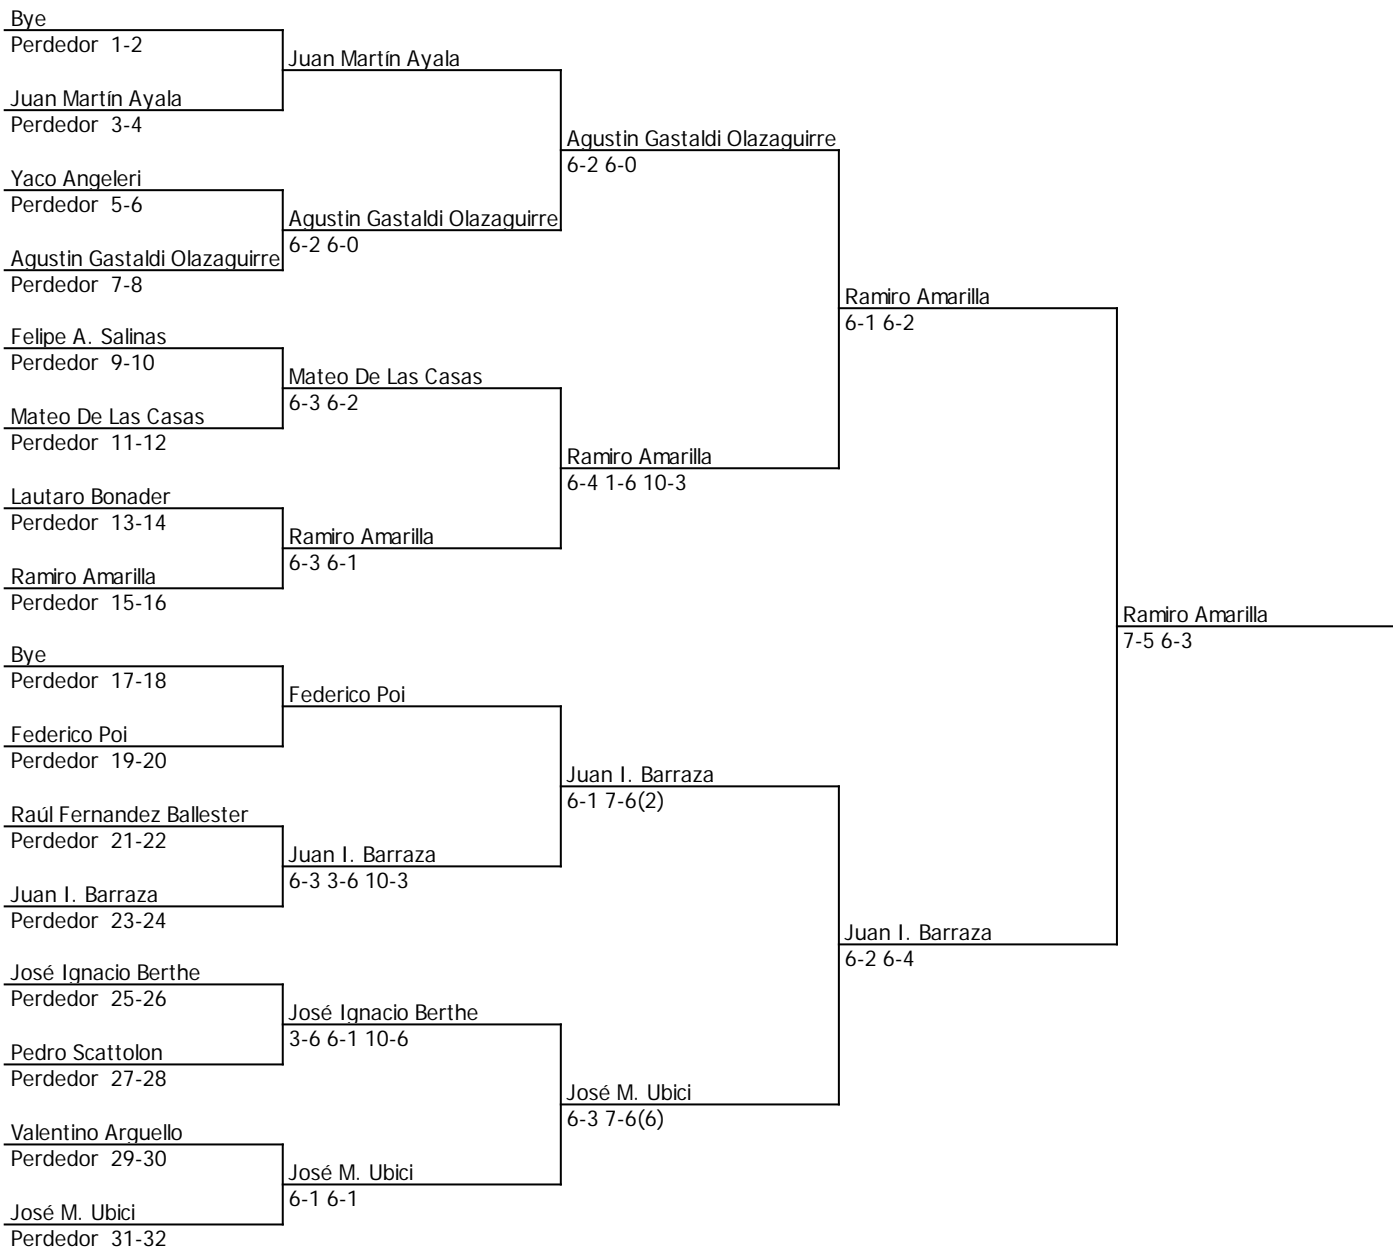 Bye
Perdedor 1-2
Juan Martín Ayala
Juan Martín Ayala
Perdedor 3-4
Agustin Gastaldi Olazaguirre
6-2 6-0
Yaco Angeleri
Perdedor 5-6
Agustin Gastaldi Olazaguirre
6-2 6-0
Agustin Gastaldi Olazaguirre
Perdedor 7-8
Ramiro Amarilla
6-1 6-2
Felipe A. Salinas
Perdedor 9-10
Mateo De Las Casas
6-3 6-2
Mateo De Las Casas
Perdedor 11-12
Ramiro Amarilla
6-4 1-6 10-3
Lautaro Bonader
Perdedor 13-14
Ramiro Amarilla
6-3 6-1
Ramiro Amarilla
Perdedor 15-16
Ramiro Amarilla
7-5 6-3
Bye
Perdedor 17-18
Federico Poi
Federico Poi
Perdedor 19-20
Juan I. Barraza
6-1 7-6(2)
Raúl Fernandez Ballester
Perdedor 21-22
Juan I. Barraza
6-3 3-6 10-3
Juan I. Barraza
Perdedor 23-24
Juan I. Barraza
6-2 6-4
José Ignacio Berthe
Perdedor 25-26
José Ignacio Berthe
3-6 6-1 10-6
Pedro Scattolon
Perdedor 27-28
José M. Ubici
6-3 7-6(6)
Valentino Arguello
Perdedor 29-30
José M. Ubici
6-1 6-1
José M. Ubici
Perdedor 31-32